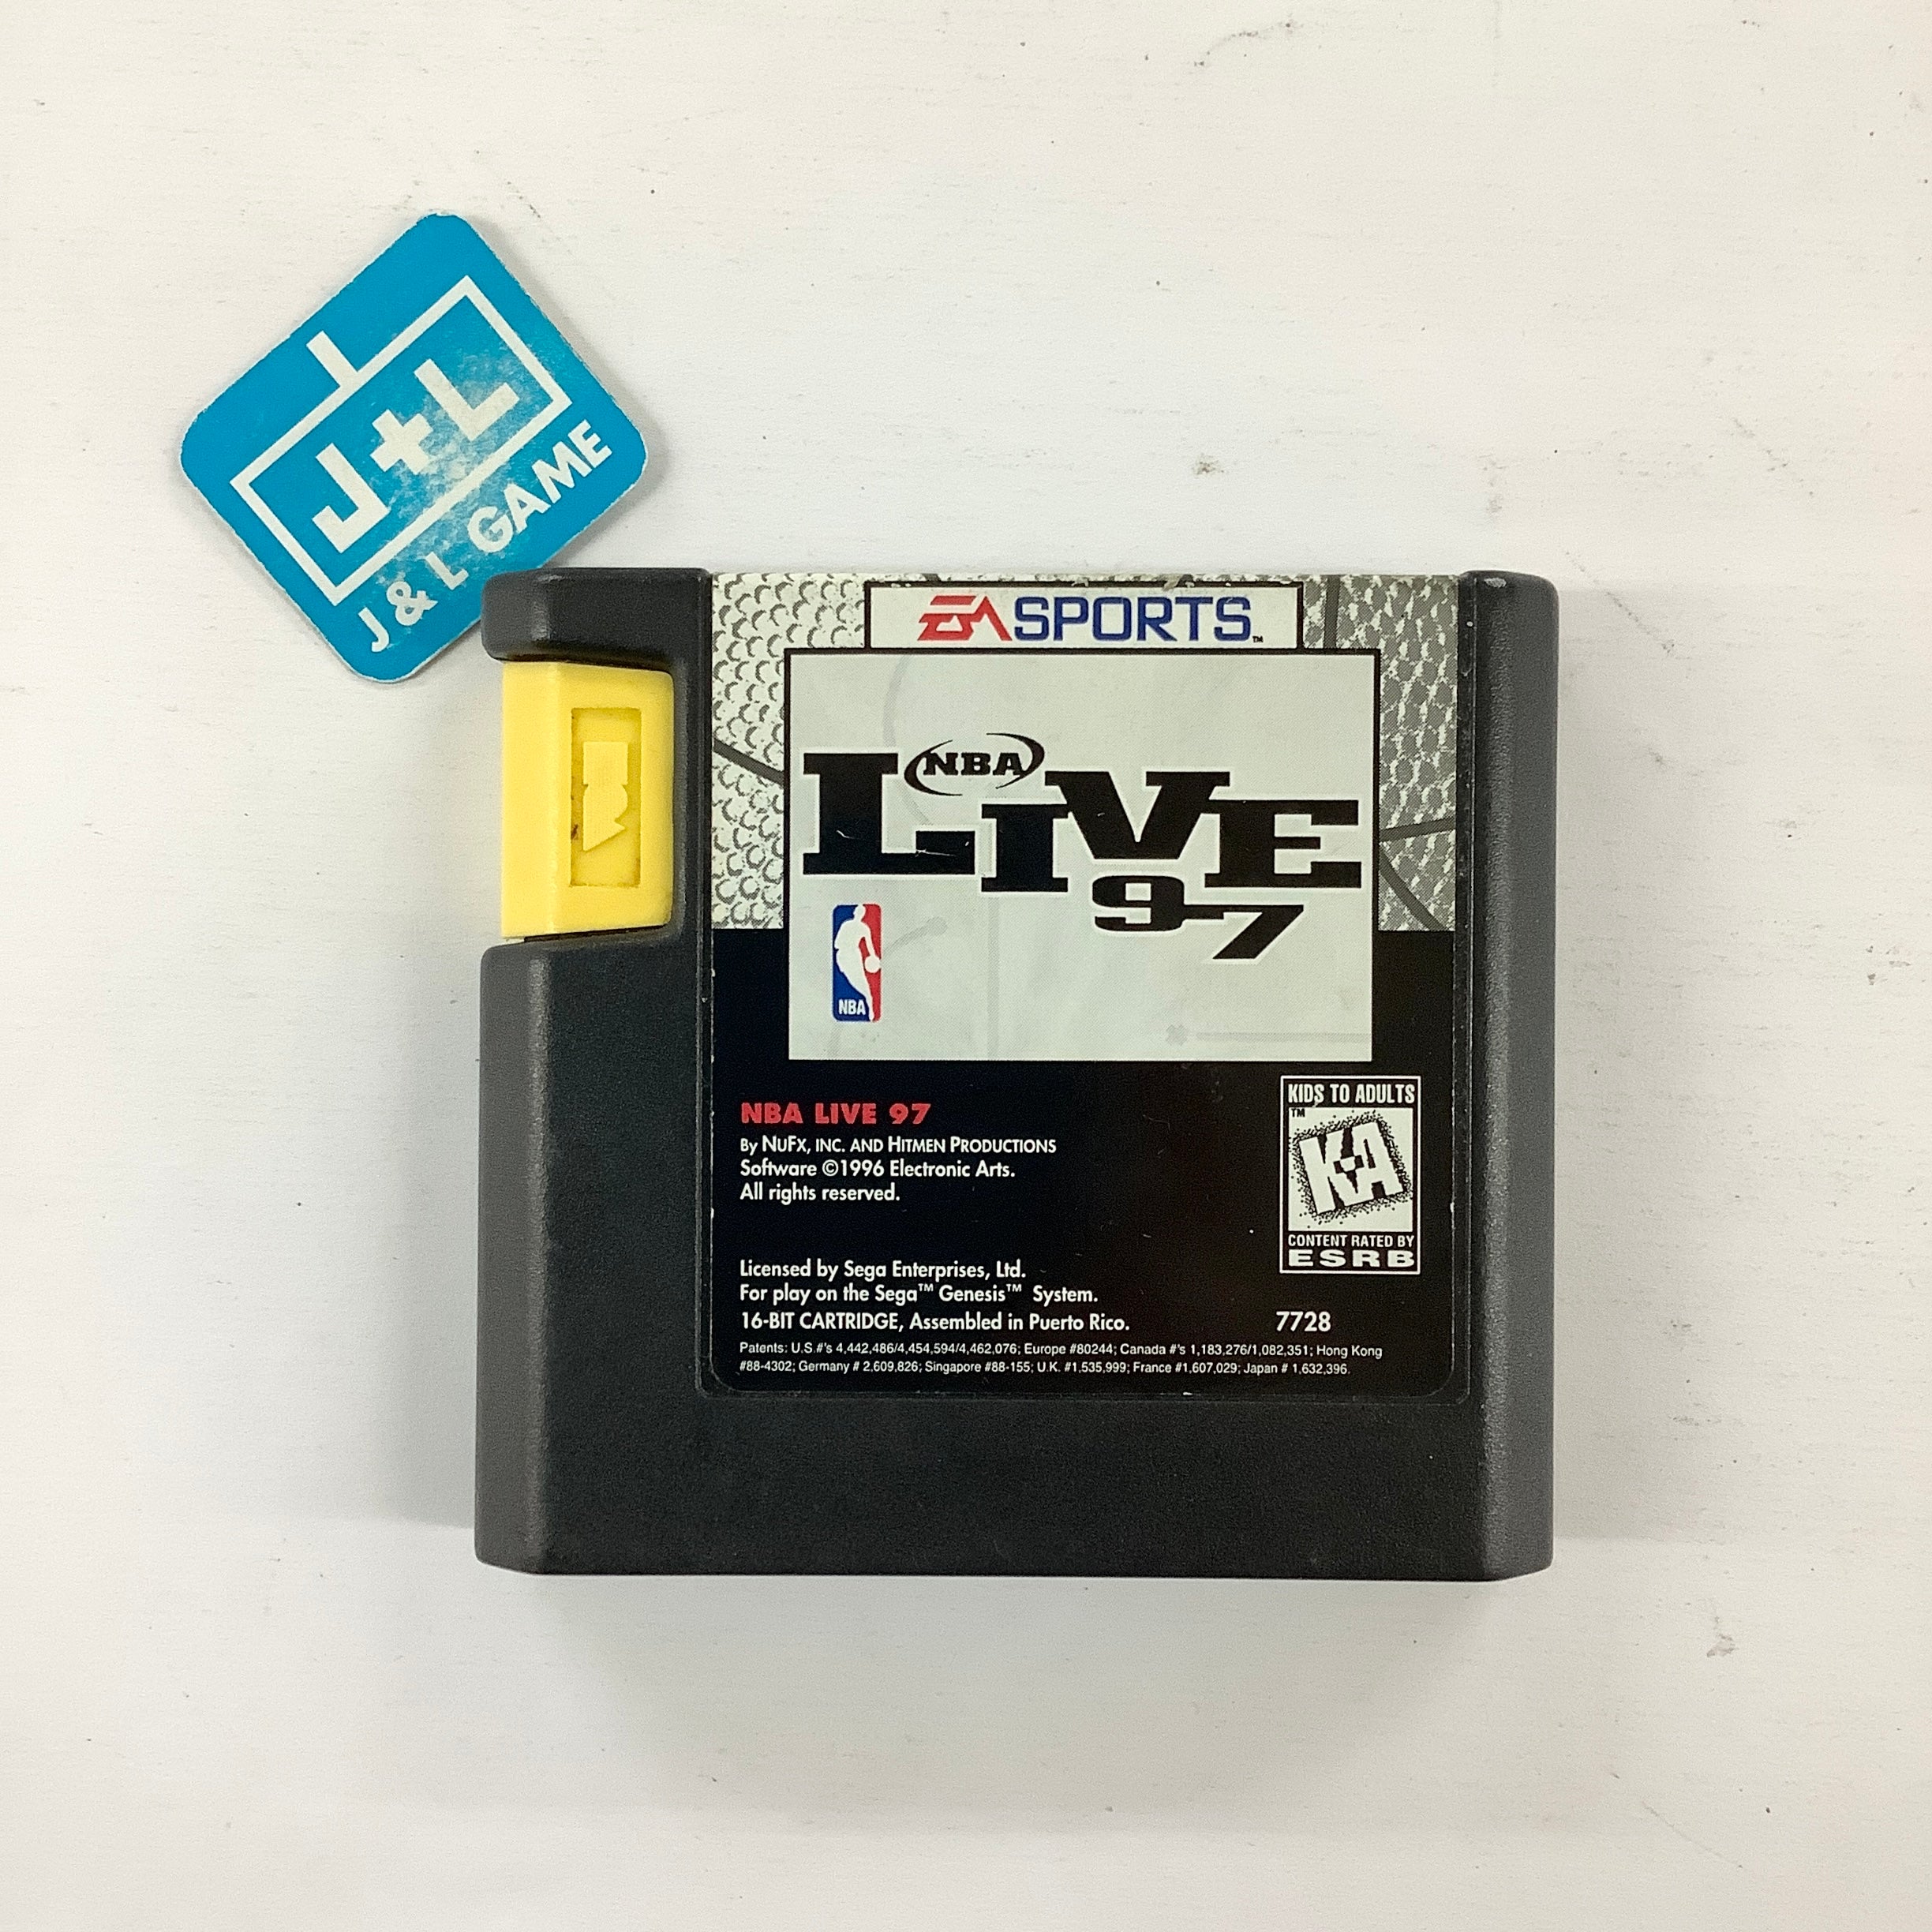 J+L
J & L GAME
EA SPORTS™
NBA
LIVE
97
NBA
NBA LIVE 97
By NuFx, INC. AND HITMEN PRODUCTIONS
Software ©1996 Electronic Arts.
All rights reserved.
KIDS TO ADULTS
™
K-A
CONTENT RATED BY
ESRB
Licensed by Sega Enterprises, Ltd.
For play on the Sega™ Genesis™ System.
16-BIT CARTRIDGE, Assembled in Puerto Rico.
7728
Patents: U.S.#'s 4,442,486/4,454,594/4,462,076; Europe #80244; Canada #'s 1,183,276/1,082,351; Hong Kong
#88-4302; Germany # 2,609,826; Singapore #88-155; U.K. #1,535,999; France #1,607,029; Japan # 1,632,396.